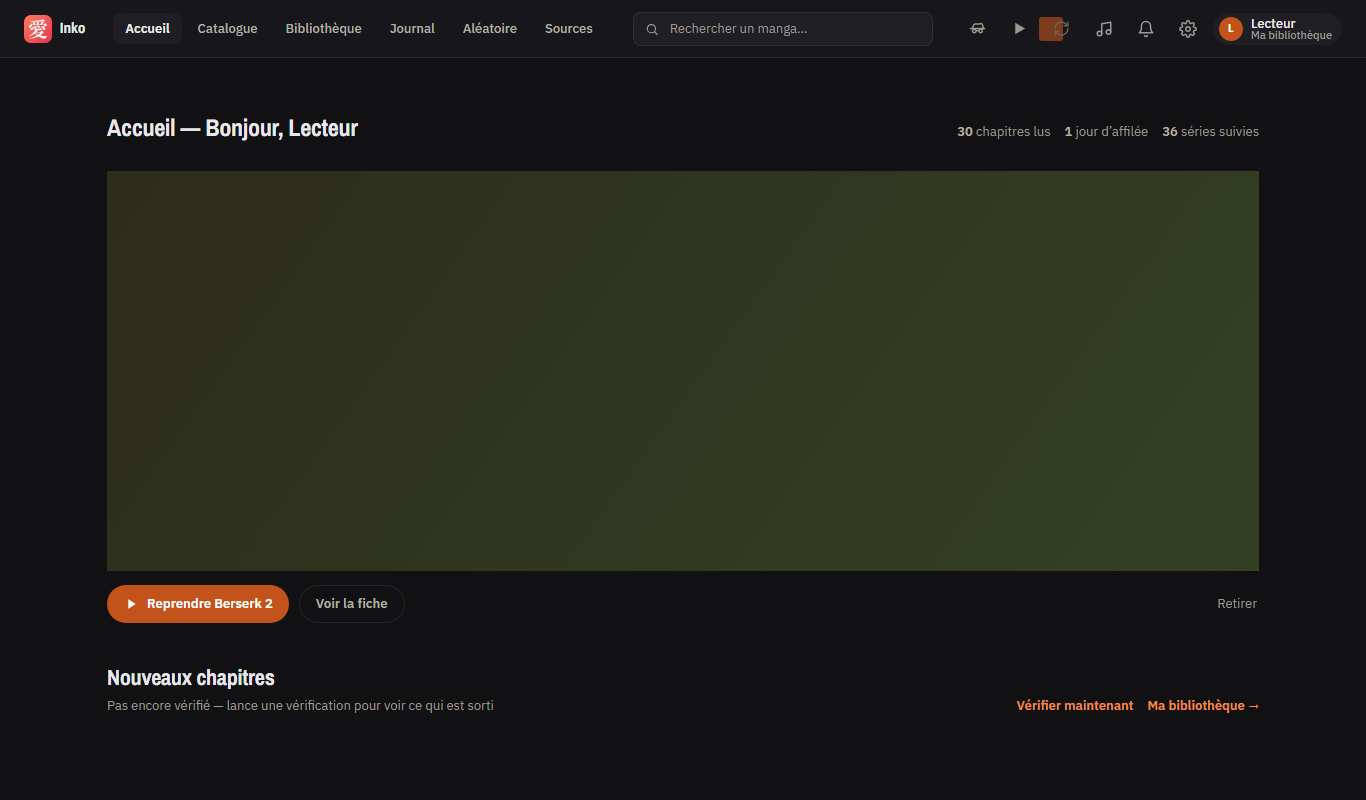 愛 Inko Accueil Catalogue Bibliothèque Journal Aléatoire Sources Rechercher un manga... L Lecteur
Ma bibliothèque
Accueil — Bonjour, Lecteur
30 chapitres lus 1 jour d’affilée 36 séries suivies
Reprendre Berserk 2 Voir la fiche Retirer
Nouveaux chapitres
Pas encore vérifié — lance une vérification pour voir ce qui est sorti Vérifier maintenant Ma bibliothèque →